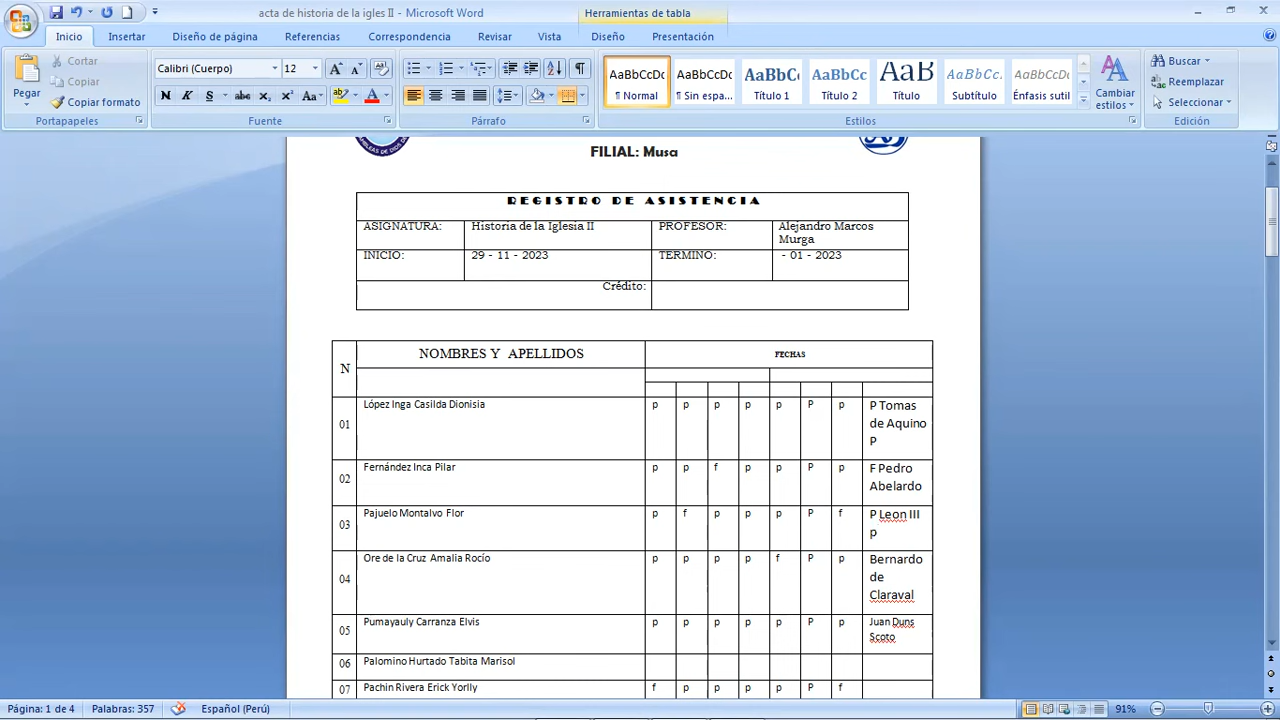 acta de historia de la igles II - Microsoft Word
Herramientas de tabla
Inicio Insertar Diseño de página Referencias Correspondencia Revisar Vista Diseño Presentación
Pegar
Cortar
Copiar
Copiar formato
Portapapeles
Calibri (Cuerpo) 12
N K S abc x₂ x² Aa
Fuente
Párrafo
AaBbCcDc AaBbCcDc AaBbC AaBbCc AaB AaBbCc. AaBbCcDc
¶ Normal ¶ Sin espa... Título 1 Título 2 Título Subtítulo Énfasis sutil
Cambiar estilos
Estilos
Buscar
Reemplazar
Seleccionar
Edición
FILIAL: Musa
REGISTRO DE ASISTENCIA
ASIGNATURA: Historia de la Iglesia II PROFESOR: Alejandro Marcos
Murga
INICIO: 29 - 11 - 2023 TERMINO: - 01 - 2023
Crédito:
N NOMBRES Y APELLIDOS FECHAS
01 López Inga Casilda Dionisia p p p p p P p P Tomas
de Aquino
P
02 Fernández Inca Pilar p p f p p P p F Pedro
Abelardo
03 Pajuelo Montalvo Flor p f p p p P f P Leon III
p
04 Ore de la Cruz Amalia Rocío p p p p f P p Bernardo
de
Claraval
05 Pumayauly Carranza Elvis p p p p p P p Juan Duns
Scoto
06 Palomino Hurtado Tabita Marisol
07 Pachin Rivera Erick Yorlly f p p p p P f
Página: 1 de 4 Palabras: 357 Español (Perú) 91%